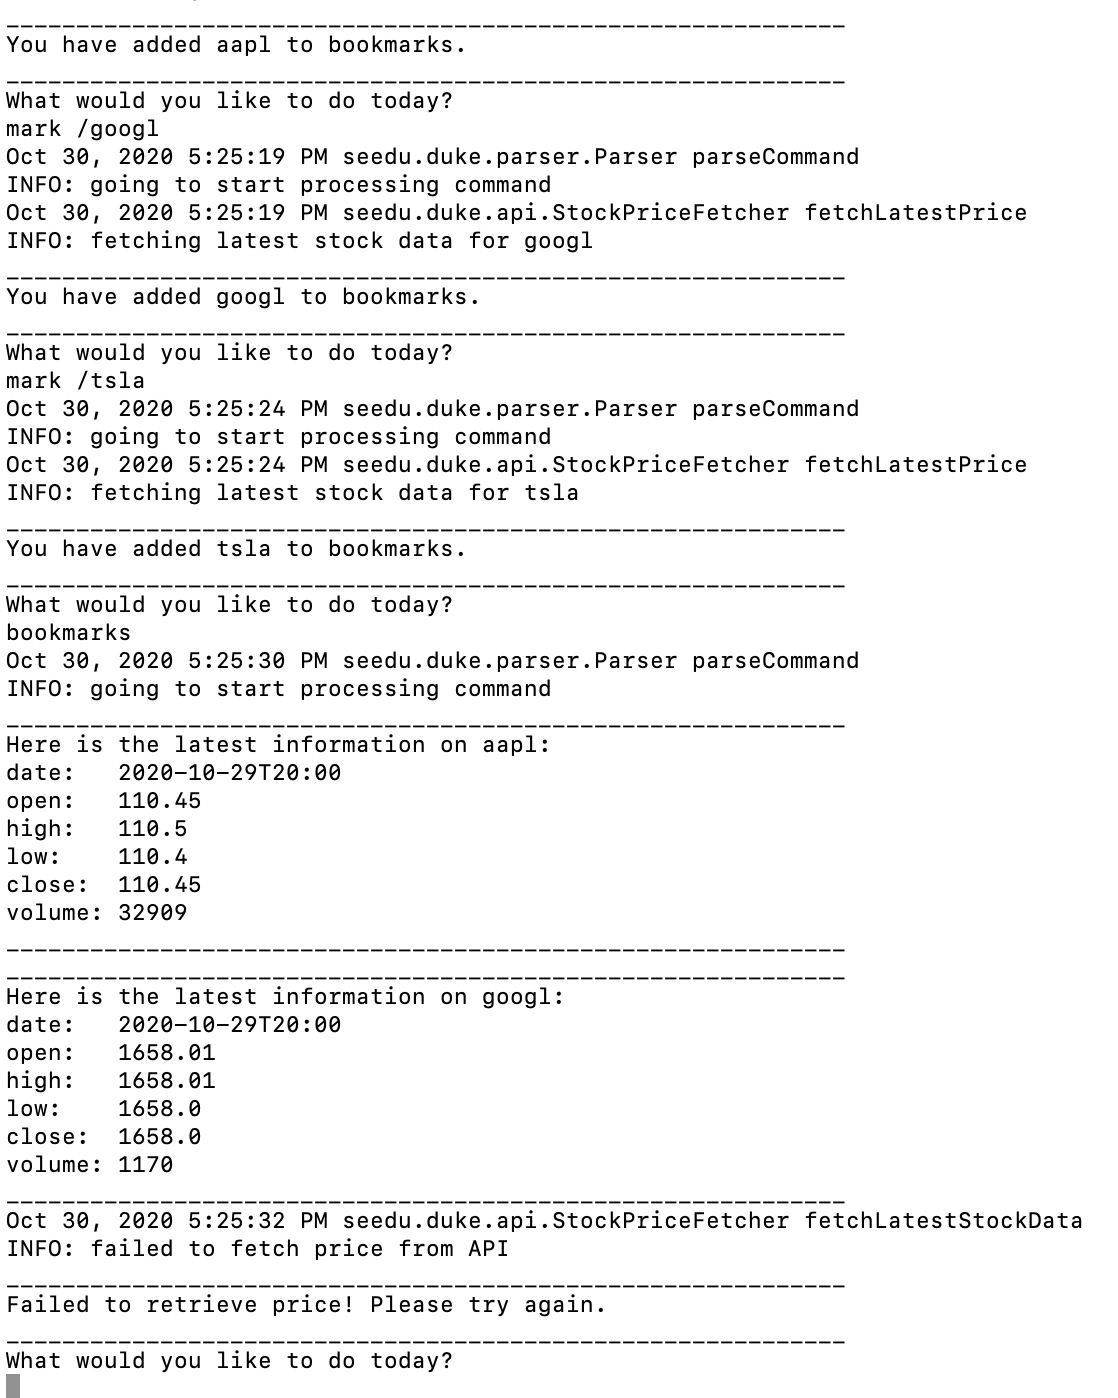 ____________________________________________________________
You have added aapl to bookmarks.
____________________________________________________________
What would you like to do today?
mark /googl
Oct 30, 2020 5:25:19 PM seedu.duke.parser.Parser parseCommand
INFO: going to start processing command
Oct 30, 2020 5:25:19 PM seedu.duke.api.StockPriceFetcher fetchLatestPrice
INFO: fetching latest stock data for googl
____________________________________________________________
You have added googl to bookmarks.
____________________________________________________________
What would you like to do today?
mark /tsla
Oct 30, 2020 5:25:24 PM seedu.duke.parser.Parser parseCommand
INFO: going to start processing command
Oct 30, 2020 5:25:24 PM seedu.duke.api.StockPriceFetcher fetchLatestPrice
INFO: fetching latest stock data for tsla
____________________________________________________________
You have added tsla to bookmarks.
____________________________________________________________
What would you like to do today?
bookmarks
Oct 30, 2020 5:25:30 PM seedu.duke.parser.Parser parseCommand
INFO: going to start processing command
____________________________________________________________
Here is the latest information on aapl:
date:   2020-10-29T20:00
open:   110.45
high:   110.5
low:    110.4
close:  110.45
volume: 32909
____________________________________________________________
____________________________________________________________
Here is the latest information on googl:
date:   2020-10-29T20:00
open:   1658.01
high:   1658.01
low:    1658.0
close:  1658.0
volume: 1170
____________________________________________________________
Oct 30, 2020 5:25:32 PM seedu.duke.api.StockPriceFetcher fetchLatestStockData
INFO: failed to fetch price from API
____________________________________________________________
Failed to retrieve price! Please try again.
____________________________________________________________
What would you like to do today?